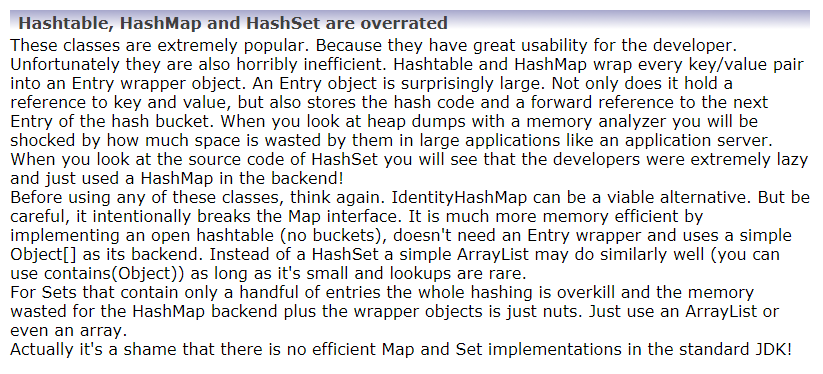 Hashtable, HashMap and HashSet are overrated
These classes are extremely popular. Because they have great usability for the developer.
Unfortunately they are also horribly inefficient. Hashtable and HashMap wrap every key/value pair
into an Entry wrapper object. An Entry object is surprisingly large. Not only does it hold a
reference to key and value, but also stores the hash code and a forward reference to the next
Entry of the hash bucket. When you look at heap dumps with a memory analyzer you will be
shocked by how much space is wasted by them in large applications like an application server.
When you look at the source code of HashSet you will see that the developers were extremely lazy
and just used a HashMap in the backend!
Before using any of these classes, think again. IdentityHashMap can be a viable alternative. But be
careful, it intentionally breaks the Map interface. It is much more memory efficient by
implementing an open hashtable (no buckets), doesn't need an Entry wrapper and uses a simple
Object[] as its backend. Instead of a HashSet a simple ArrayList may do similarly well (you can
use contains(Object)) as long as it's small and lookups are rare.
For Sets that contain only a handful of entries the whole hashing is overkill and the memory
wasted for the HashMap backend plus the wrapper objects is just nuts. Just use an ArrayList or
even an array.
Actually it's a shame that there is no efficient Map and Set implementations in the standard JDK!